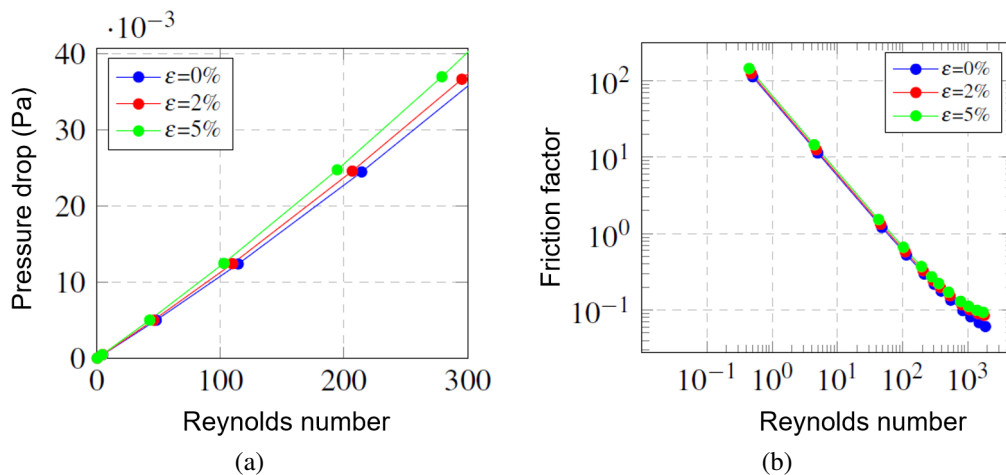 ·10⁻³
40
30
20
10
0
0 100 200 300
Pressure drop (Pa)
Reynolds number
ε=0%
ε=2%
ε=5%
(a)
10²
10¹
10⁰
10⁻¹
10⁻¹ 10⁰ 10¹ 10² 10³
Friction factor
Reynolds number
ε=0%
ε=2%
ε=5%
(b)